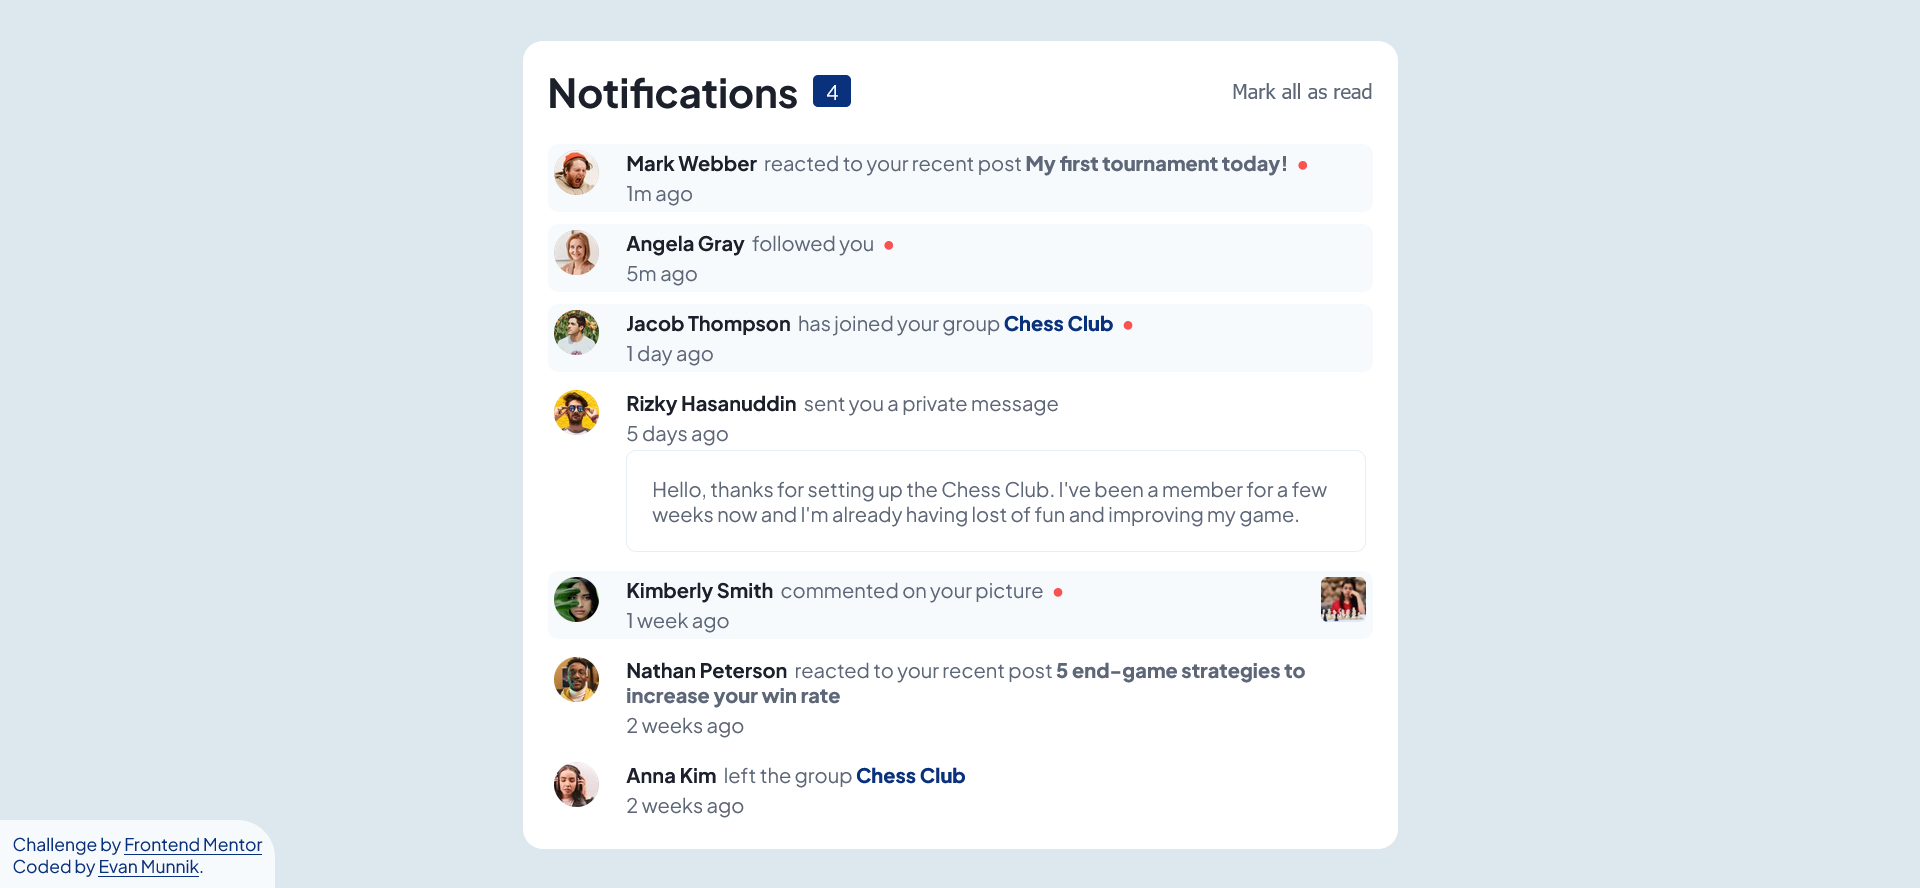 Notifications 4 Mark all as read
Mark Webber reacted to your recent post My first tournament today!
1m ago
Angela Gray followed you
5m ago
Jacob Thompson has joined your group Chess Club
1 day ago
Rizky Hasanuddin sent you a private message
5 days ago
Hello, thanks for setting up the Chess Club. I've been a member for a few
weeks now and I'm already having lost of fun and improving my game.
Kimberly Smith commented on your picture
1 week ago
Nathan Peterson reacted to your recent post 5 end-game strategies to
increase your win rate
2 weeks ago
Anna Kim left the group Chess Club
2 weeks ago
Challenge by Frontend Mentor
Coded by Evan Munnik.